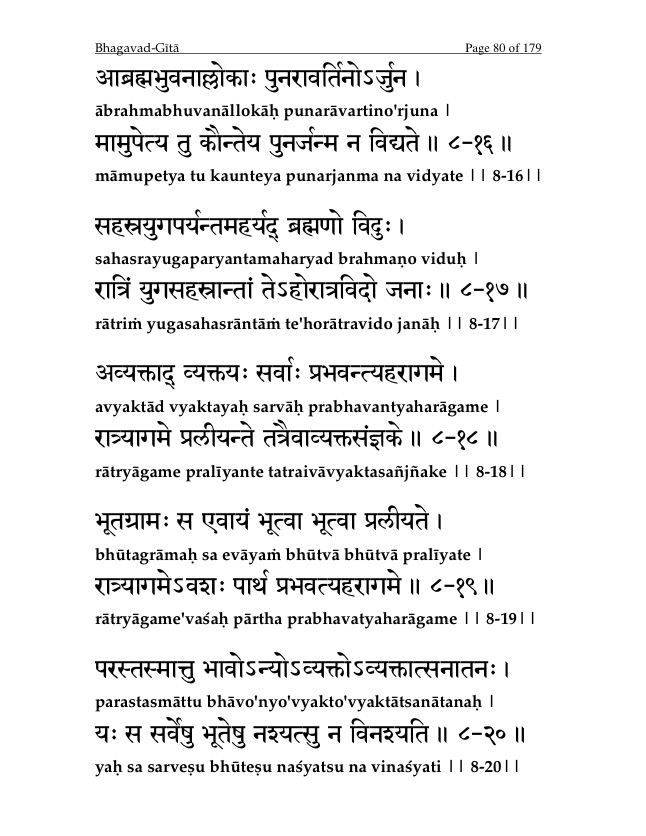 Bhagavad-Gītā Page 80 of 179
आब्रह्मभुवनाल्लोकाः पुनरावर्तिनोऽर्जुन ।
ābrahmabhuvanāllokāḥ punarāvartino'rjuna |
मामुपेत्य तु कौन्तेय पुनर्जन्म न विद्यते ॥ ८-१६ ॥
māmupetya tu kaunteya punarjanma na vidyate || 8-16||
सहस्रयुगपर्यन्तमहर्यद् ब्रह्मणो विदुः ।
sahasrayugaparyantamaharyad brahmaṇo viduḥ |
रात्रिं युगसहस्रान्तां तेऽहोरात्रविदो जनाः ॥ ८-१७ ॥
rātriṁ yugasahasrāntāṁ te'horātravido janāḥ || 8-17||
अव्यक्ताद् व्यक्तयः सर्वाः प्रभवन्त्यहरागमे ।
avyaktād vyaktayaḥ sarvāḥ prabhavantyaharāgame |
रात्र्यागमे प्रलीयन्ते तत्रैवाव्यक्तसंज्ञके ॥ ८-१८ ॥
rātryāgame pralīyante tatraivāvyaktasañjñake || 8-18||
भूतग्रामः स एवायं भूत्वा भूत्वा प्रलीयते ।
bhūtagrāmaḥ sa evāyaṁ bhūtvā bhūtvā pralīyate |
रात्र्यागमेऽवशः पार्थ प्रभवत्यहरागमे ॥ ८-१९ ॥
rātryāgame'vaśaḥ pārtha prabhavatyaharāgame || 8-19||
परस्तस्मात्तु भावोऽन्योऽव्यक्तोऽव्यक्तात्सनातनः ।
parastasmāttu bhāvo'nyo'vyakto'vyaktātsanātanaḥ |
यः स सर्वेषु भूतेषु नश्यत्सु न विनश्यति ॥ ८-२० ॥
yaḥ sa sarveṣu bhūteṣu naśyatsu na vinaśyati || 8-20||